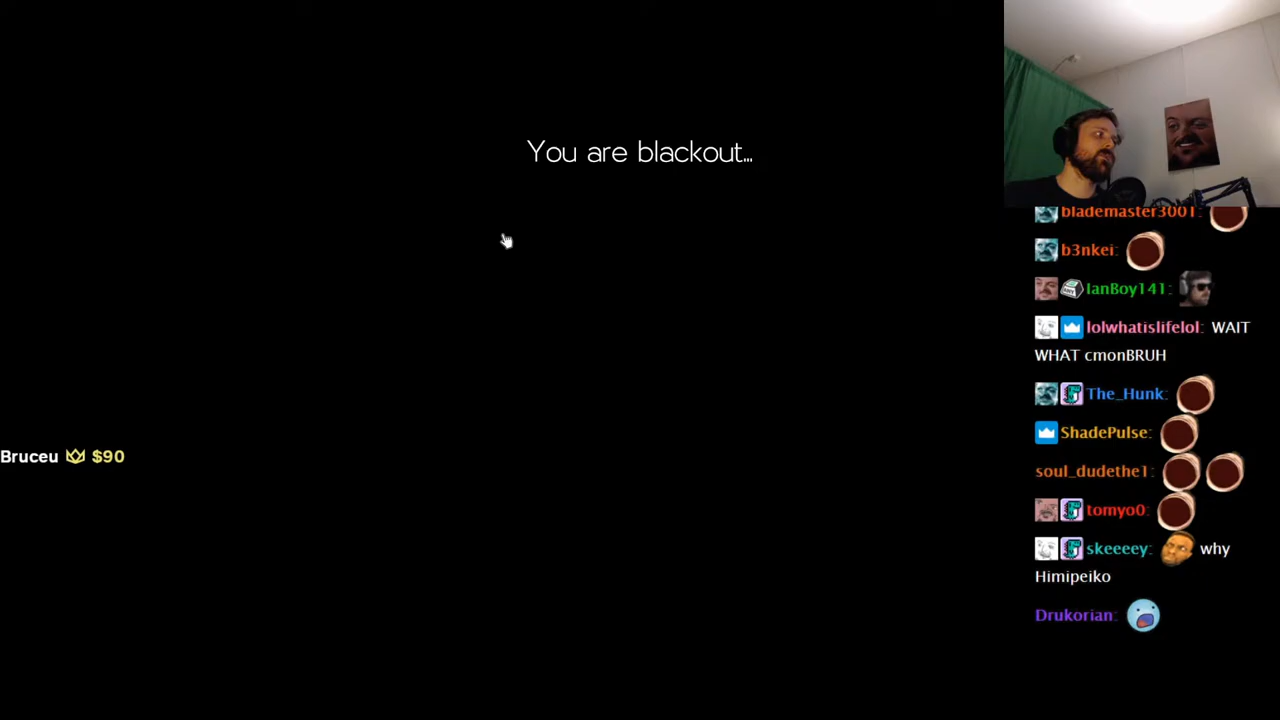 You are blackout...
Bruceu $90
blademaster3001:
b3nkei:
IanBoy141:
lolwhatislifelol: WAIT
WHAT cmonBRUH
The_Hunk:
ShadePulse:
soul_dudethe1:
tomyo0:
skeeeey: why
Himipeiko
Drukorian: